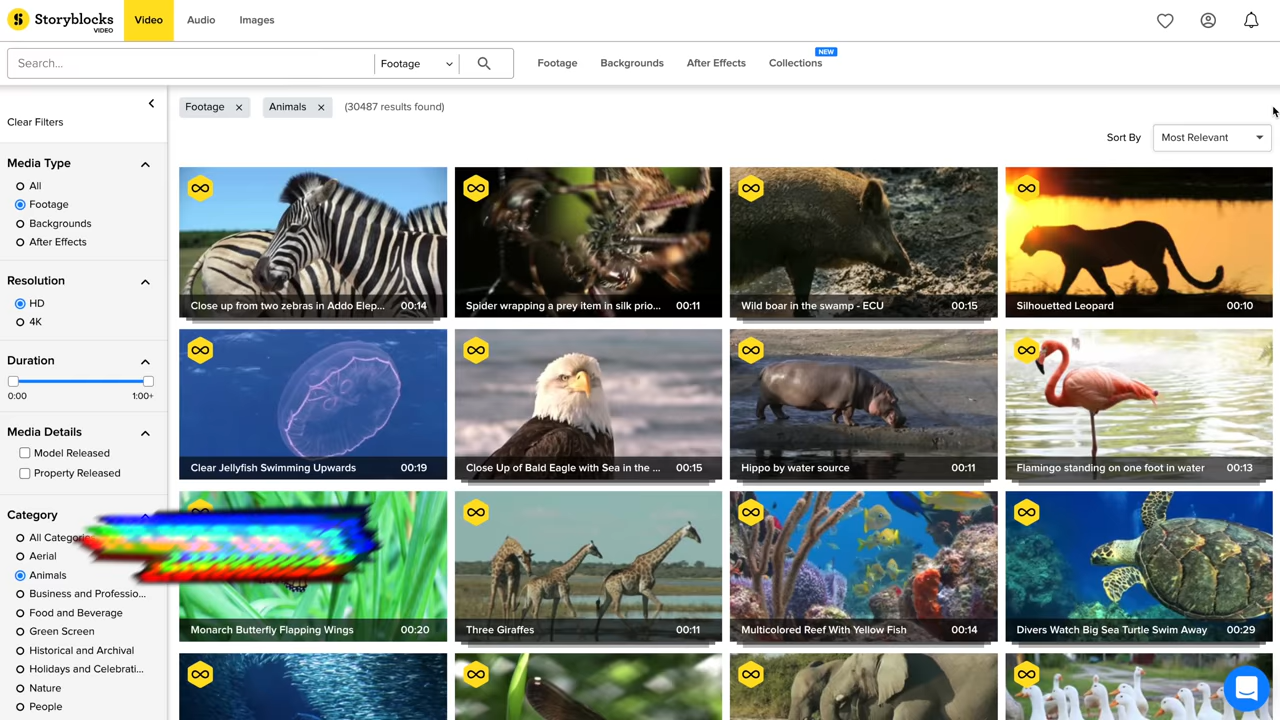 Storyblocks
VIDEO
Video
Audio
Images
Search...
Footage
Footage
Backgrounds
After Effects
Collections
NEW
Clear Filters
Footage
Animals
(30487 results found)
Sort By
Most Relevant
Media Type
All
Footage
Backgrounds
After Effects
Resolution
HD
4K
Duration
0:00
1:00+
Media Details
Model Released
Property Released
Category
All Categori
Aerial
Animals
Business and Professio...
Food and Beverage
Green Screen
Historical and Archival
Holidays and Celebrati...
Nature
People
Close up from two zebras in Addo Elep... 00:14
Spider wrapping a prey item in silk prio... 00:11
Wild boar in the swamp - ECU 00:15
Silhouetted Leopard 00:10
Clear Jellyfish Swimming Upwards 00:19
Close Up of Bald Eagle with Sea in the ... 00:15
Hippo by water source 00:11
Flamingo standing on one foot in water 00:13
Monarch Butterfly Flapping Wings 00:20
Three Giraffes 00:11
Multicolored Reef With Yellow Fish 00:14
Divers Watch Big Sea Turtle Swim Away 00:29